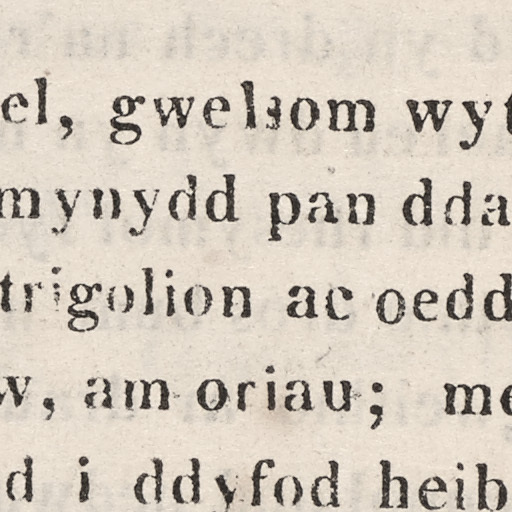 el, gwelsom wyt
mynydd pan dda
trigolion ac oedd
w, am oriau; me
d i ddyfod heib